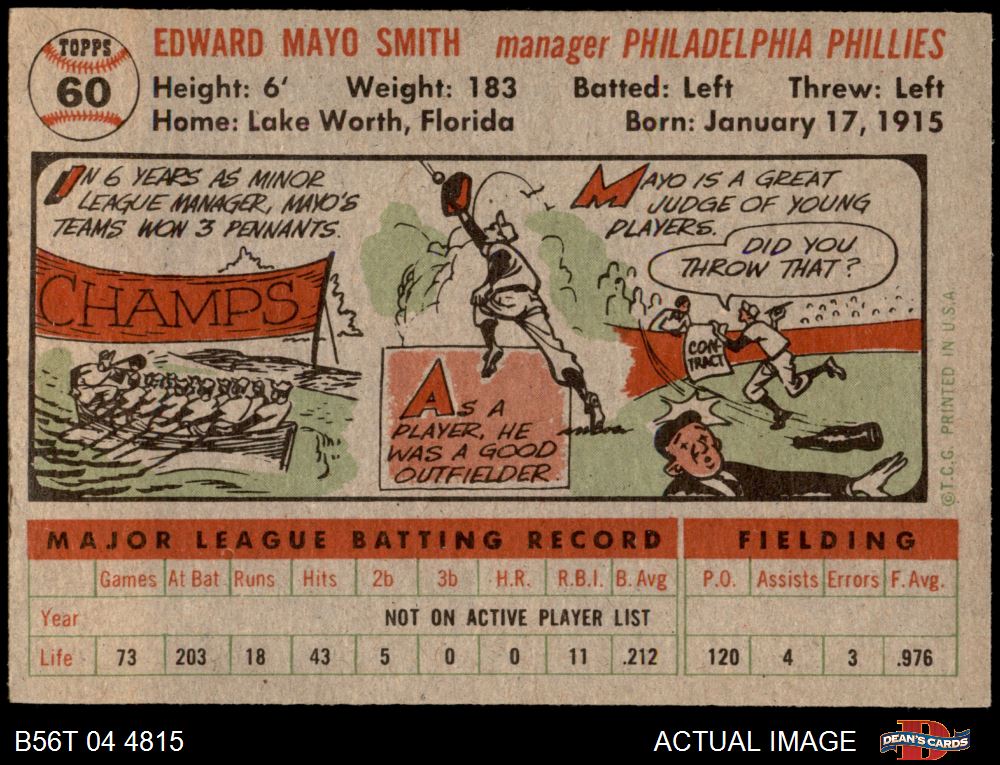 TOPPS
60
EDWARD MAYO SMITH manager PHILADELPHIA PHILLIES
Height: 6' Weight: 183 Batted: Left Threw: Left
Home: Lake Worth, Florida Born: January 17, 1915
IN 6 YEARS AS MINOR
LEAGUE MANAGER, MAYO'S
TEAMS WON 3 PENNANTS.
CHAMPS
AS A
PLAYER, HE
WAS A GOOD
OUTFIELDER.
MAYO IS A GREAT
JUDGE OF YOUNG
PLAYERS.
DID YOU
THROW THAT?
CON-
TRACT
© T.C.G. PRINTED IN U.S.A.
MAJOR LEAGUE BATTING RECORD FIELDING
Games At Bat Runs Hits 2b 3b H.R. R.B.I. B. Avg P.O. Assists Errors F. Avg.
Year NOT ON ACTIVE PLAYER LIST
Life 73 203 18 43 5 0 0 11 .212 120 4 3 .976
B56T 04 4815 ACTUAL IMAGE DEAN'S CARDS